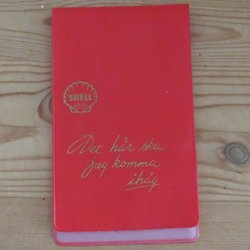 SHELL
Det här ska
jag komma
ihåg